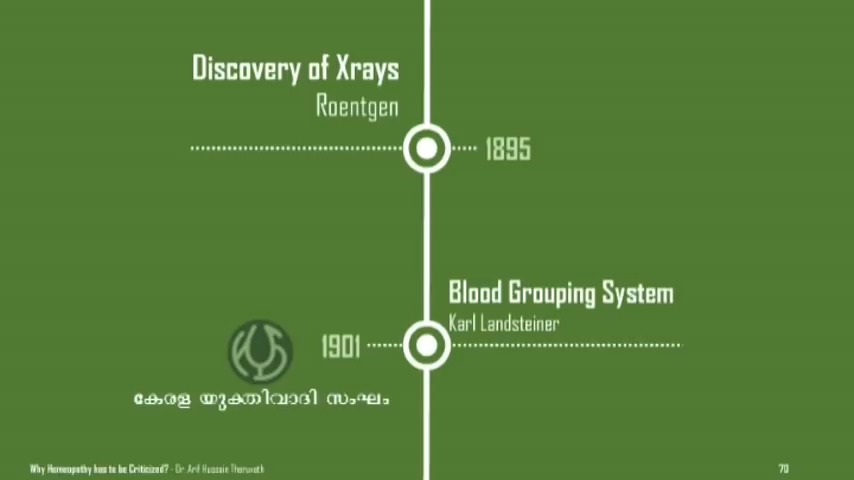 Discovery of Xrays
Roentgen
1895
Blood Grouping System
Karl Landsteiner
1901
കേരള യുക്തിവാദി സംഘം
Why Homeopathy has to be Criticized? - Dr. Arif Hussain Theruvath
70